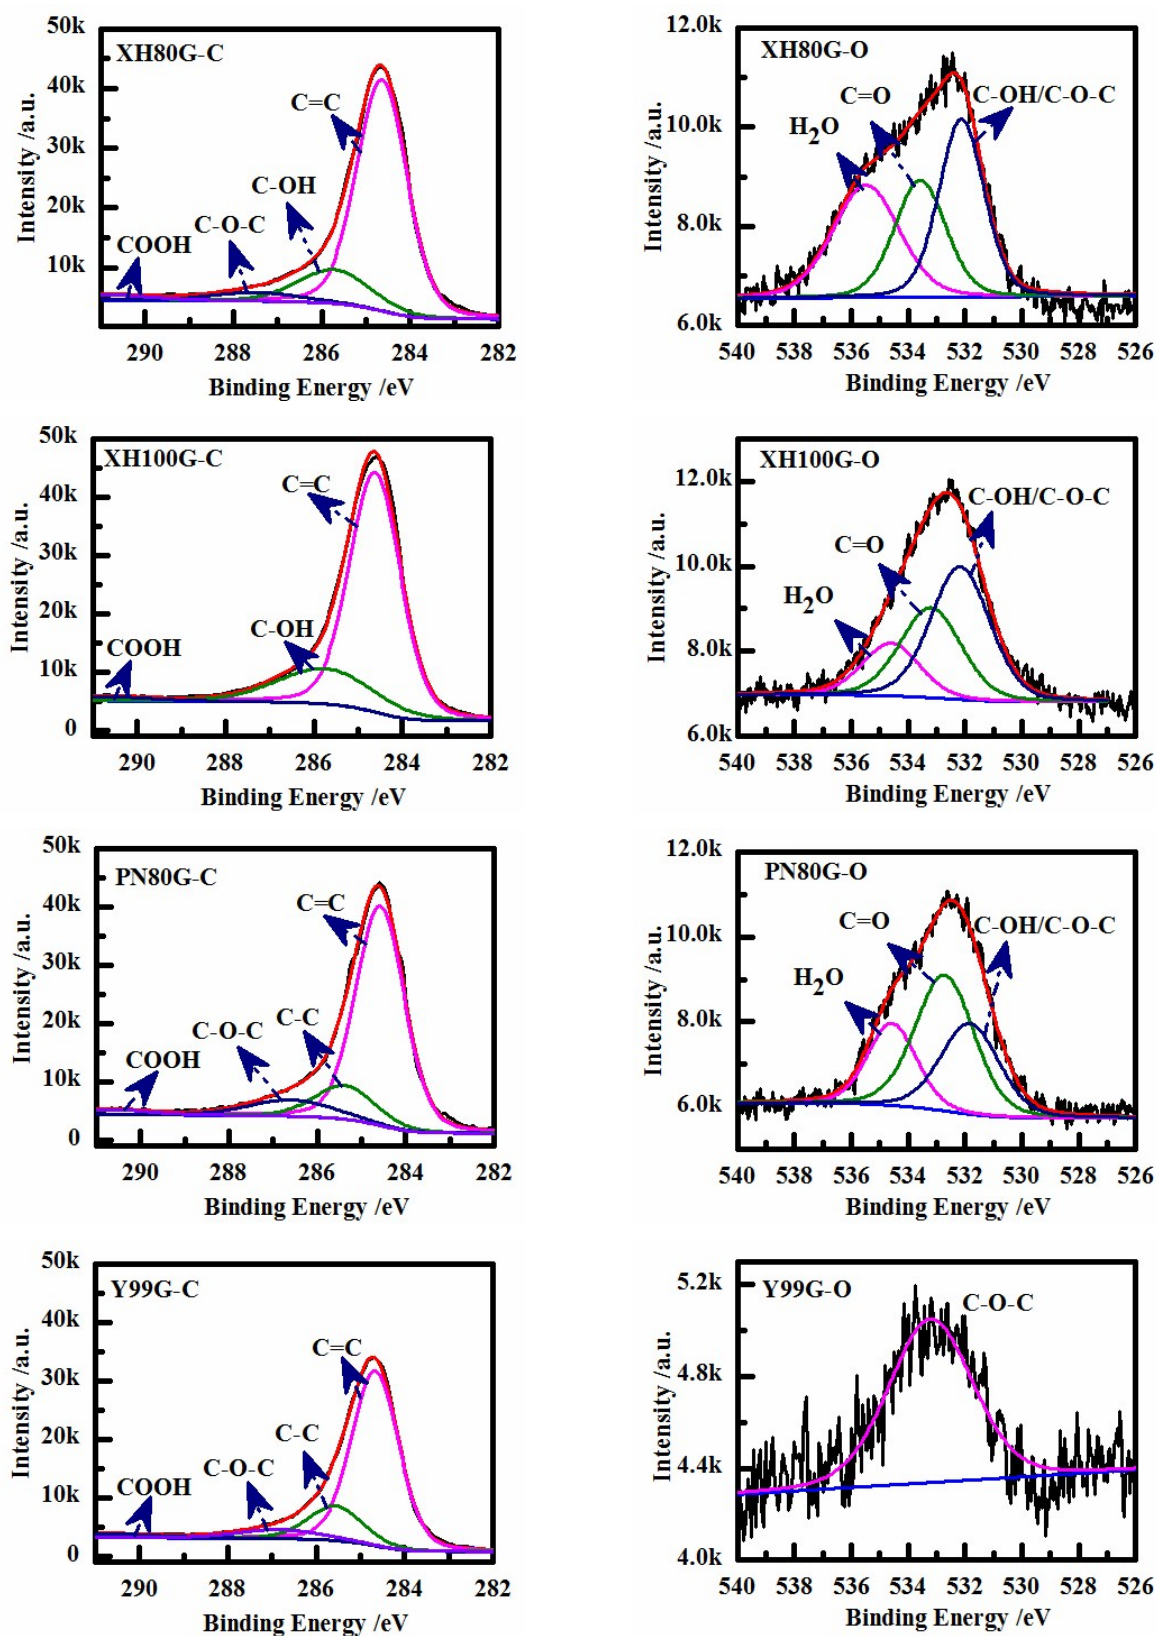 50k
XH80G-C
40k
C=C
30k
C-OH
20k
C-O-C
COOH
10k
Intensity /a.u.
290 288 286 284 282
Binding Energy /eV
12.0k
XH80G-O
C=O
C-OH/C-O-C
H2O
10.0k
8.0k
6.0k
Intensity /a.u.
540 538 536 534 532 530 528 526
Binding Energy /eV
50k
XH100G-C
C=C
40k
30k
20k
C-OH
COOH
10k
0
Intensity /a.u.
290 288 286 284 282
Binding Energy /eV
XH100G-O
12.0k
C-OH/C-O-C
C=O
10.0k
H2O
8.0k
6.0k
Intensity /a.u.
540 538 536 534 532 530 528 526
Binding Energy /eV
50k
PN80G-C
C=C
40k
30k
20k
C-C
C-O-C
COOH
10k
0
Intensity /a.u.
290 288 286 284 282
Binding Energy /eV
12.0k
PN80G-O
C=O
C-OH/C-O-C
10.0k
H2O
8.0k
6.0k
Intensity /a.u.
540 538 536 534 532 530 528 526
Binding Energy /eV
50k
Y99G-C
40k
C=C
30k
20k
C-C
C-O-C
COOH
10k
0
Intensity /a.u.
290 288 286 284 282
Binding Energy /eV
5.2k
Y99G-O
C-O-C
4.8k
4.4k
4.0k
Intensity /a.u.
540 538 536 534 532 530 528 526
Binding Energy /eV